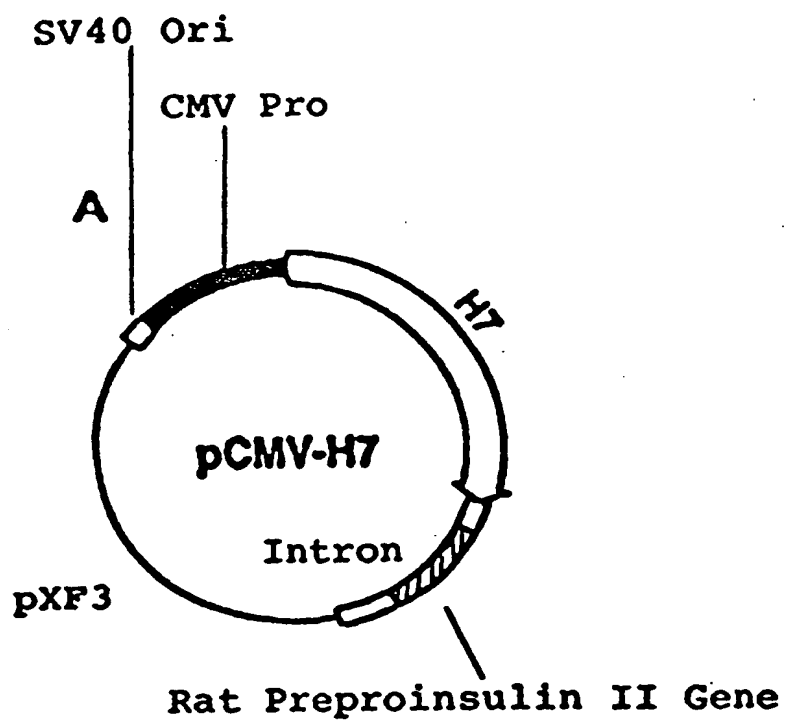 SV40 Ori
CMV Pro
A
H7
pCMV-H7
Intron
pXF3
Rat Preproinsulin II Gene